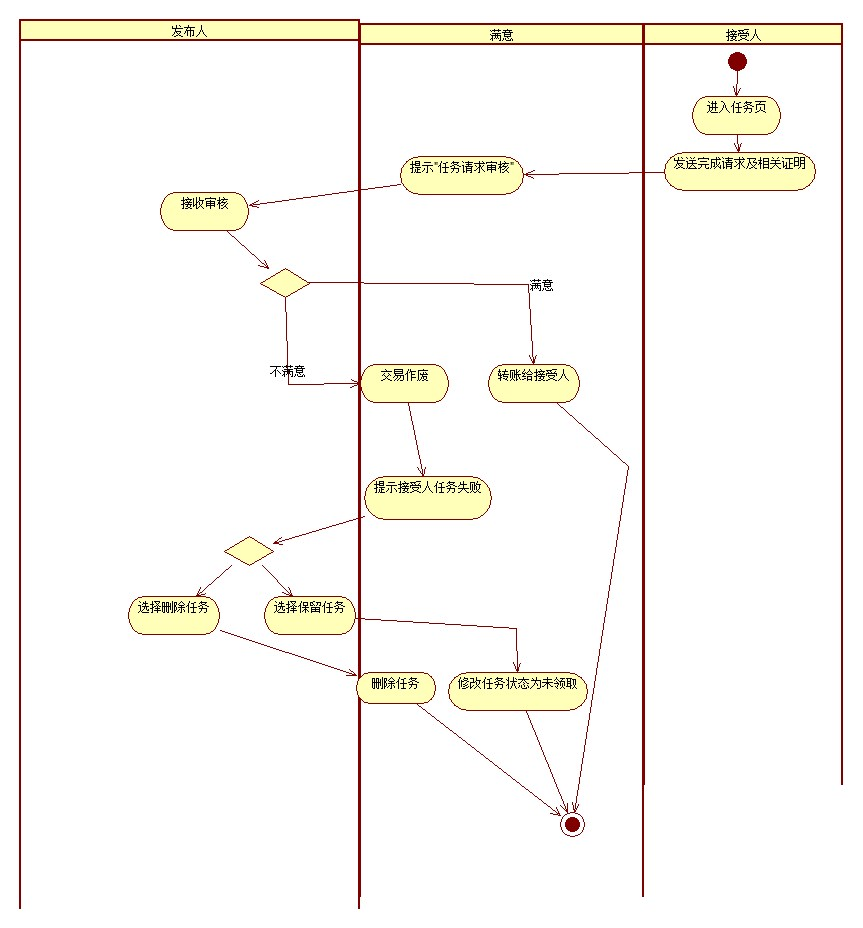 发布人
满意
接受人
进入任务页
发送完成请求及相关证明
提示"任务请求审核"
接收审核
满意
不满意
交易作废
转账给接受人
提示接受人任务失败
选择删除任务
选择保留任务
删除任务
修改任务状态为未领取